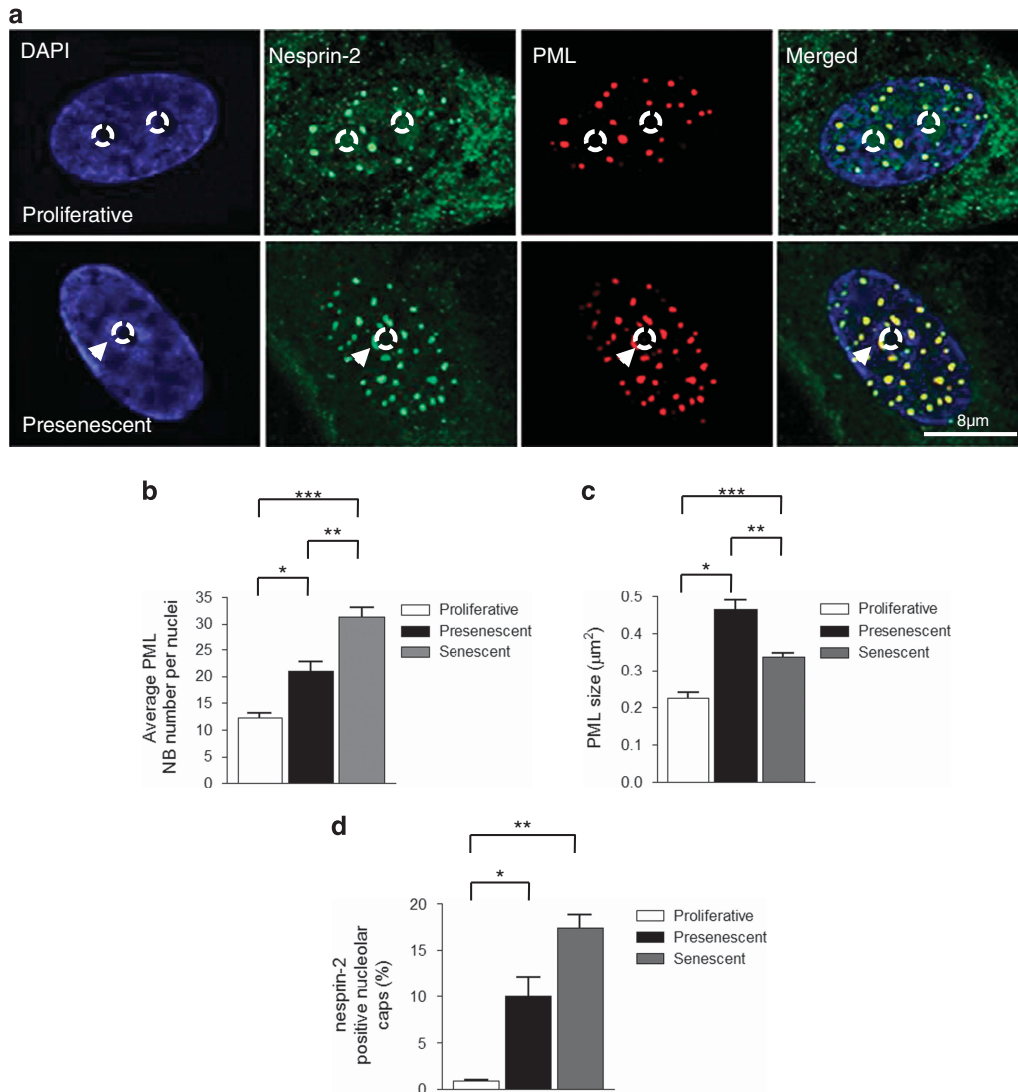 a
DAPI
Nesprin-2
PML
Merged
Proliferative
Presenescent
8µm
b
***
**
*
35
30
25
20
15
10
5
0
Average PML
NB number per nuclei
Proliferative
Presenescent
Senescent
c
***
**
*
0.5
0.4
0.3
0.2
0.1
0.0
PML size (µm²)
Proliferative
Presenescent
Senescent
d
**
*
20
15
10
5
0
nesprin-2
positive nucleolar
caps (%)
Proliferative
Presenescent
Senescent